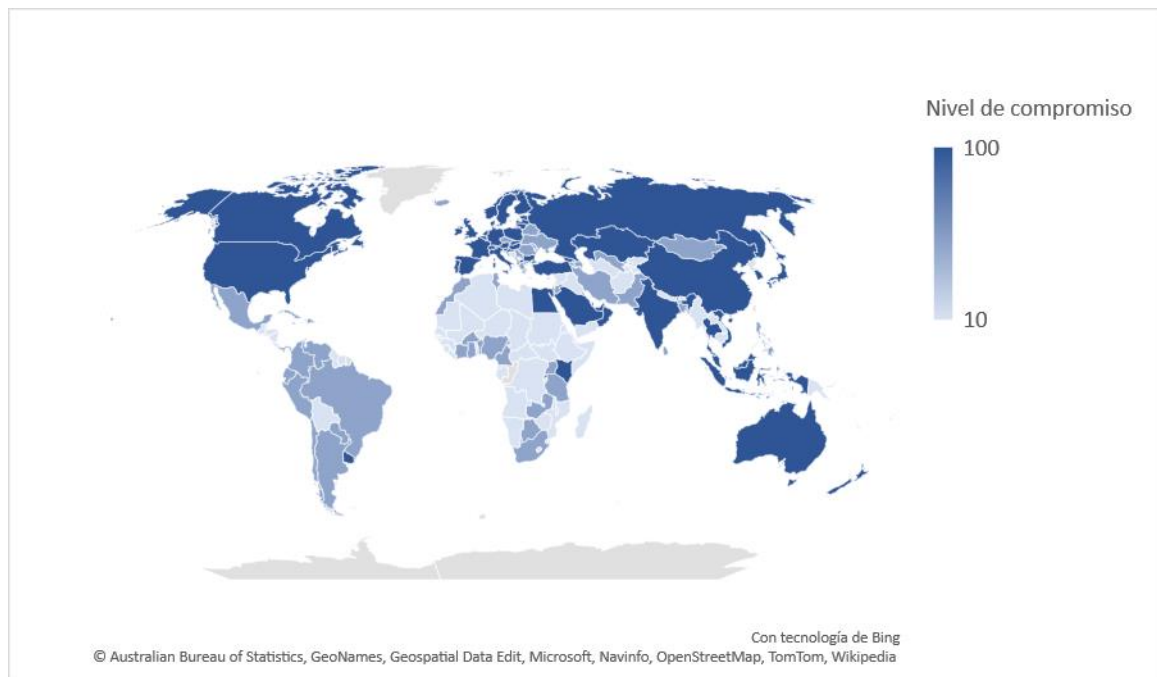 Nivel de compromiso
100
10
Con tecnología de Bing
© Australian Bureau of Statistics, GeoNames, Geospatial Data Edit, Microsoft, Navinfo, OpenStreetMap, TomTom, Wikipedia